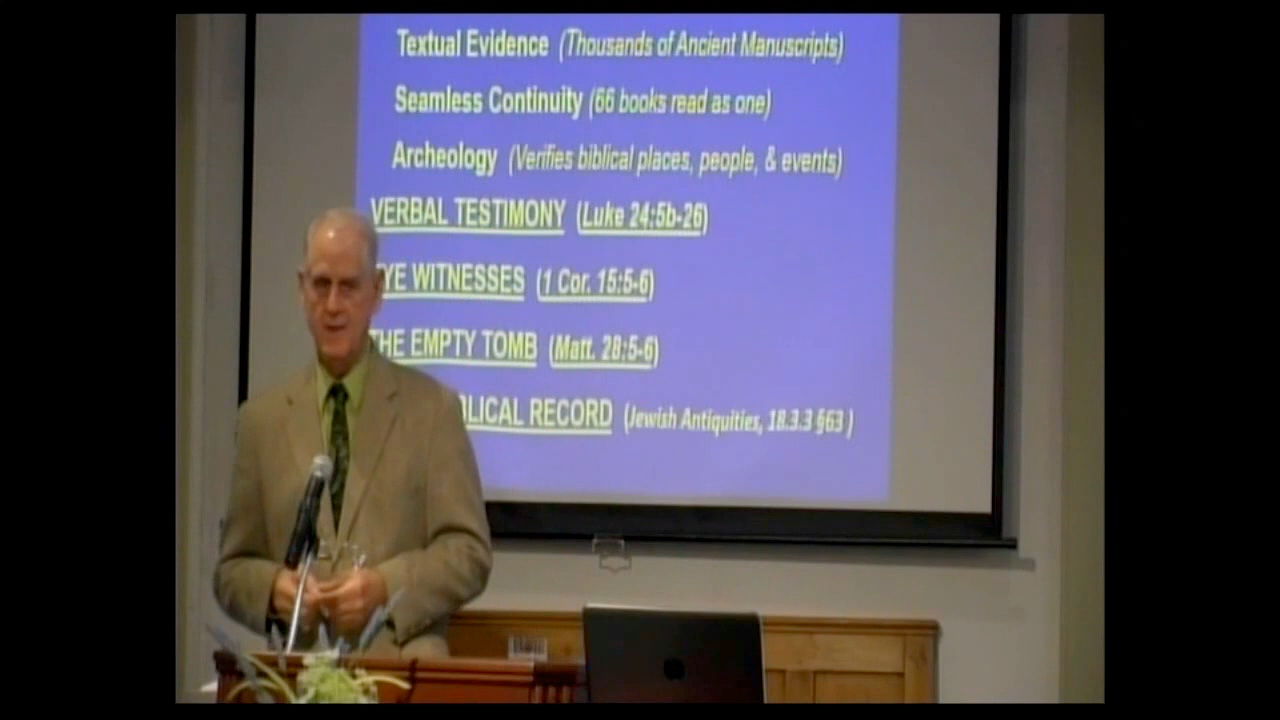 Textual Evidence (Thousands of Ancient Manuscripts)
Seamless Continuity (66 books read as one)
Archeology (Verifies biblical places, people, & events)
VERBAL TESTIMONY (Luke 24:5b-26)
YE WITNESSES (1 Cor. 15:5-6)
THE EMPTY TOMB (Matt. 28:5-6)
BLICAL RECORD (Jewish Antiquities, 18.3.3 §63 )